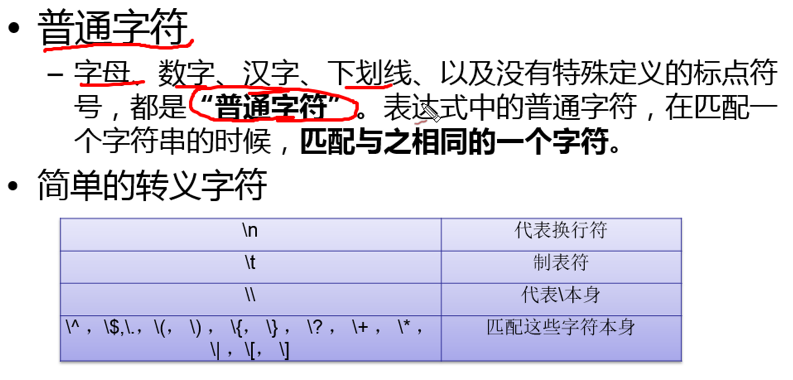 • 普通字符
– 字母、数字、汉字、下划线、以及没有特殊定义的标点符
号，都是“普通字符”。表达式中的普通字符，在匹配一
个字符串的时候，匹配与之相同的一个字符。
• 简单的转义字符
\n 代表换行符
\t 制表符
\\ 代表\本身
\^ ，\$,\.，\(， \) ， \{， \} ， \? ， \+ ， \* ， 匹配这些字符本身
\| ，\[， \]